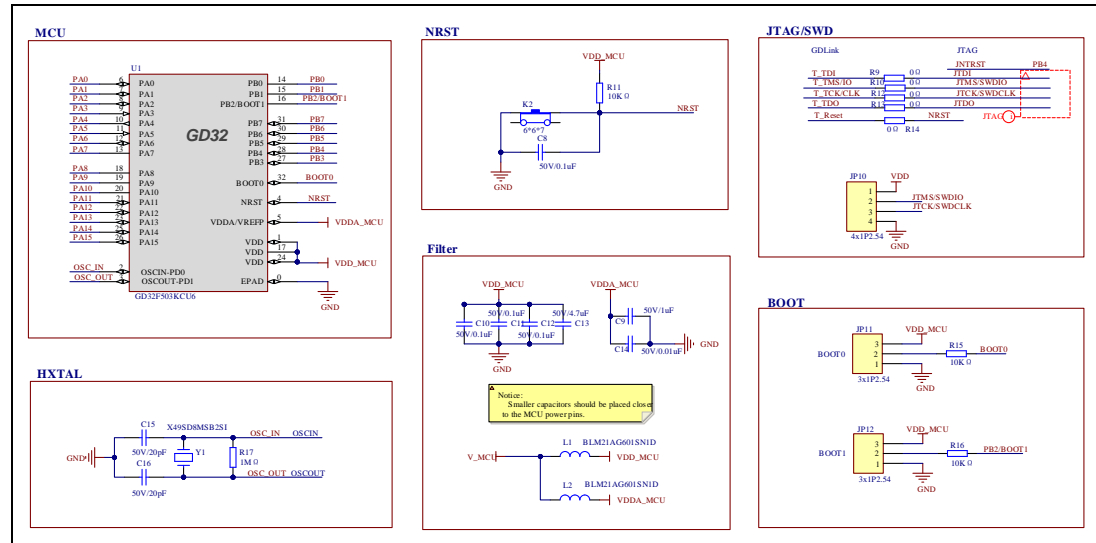 MCU
U1
PA0 6 PA0 PB0 14 PB0
PA1 PA1 PB1 15 PB1
PA2 PA2 PB2/BOOT1 16 PB2/BOOT1
PA3 PA3
PA4 10 PA4 PB7 31 PB7
PA5 11 PA5 PB6 30 PB6
PA6 12 PA6 PB5 29 PB5
PA7 13 PA7 PB4 28 PB4
PB3 27 PB3
GD32
PA8 18 PA8
PA9 19 PA9 BOOT0 32 BOOT0
PA10 20 PA10
PA11 21 PA11 NRST 4 NRST
PA12 22 PA12
PA13 PA13 VDDA/VREFP 5 VDDA_MCU
PA14 25 PA14
PA15 26 PA15 VDD 1
VDD 17
VDD 24 VDD_MCU
OSC_IN 2 OSCIN-PD0
OSC_OUT OSCOUT-PD1 EPAD 0
GND
GD32F503KCU6
HXTAL
C15 X49SD8MSB2SI
OSC_IN OSCIN
50V/20pF
GND
Y1
R17
1MΩ
C16
OSC_OUT OSCOUT
50V/20pF
NRST
VDD_MCU
R11
10KΩ
K2
NRST
6*6*7
C8
50V/0.1uF
GND
Filter
VDD_MCU VDDA_MCU
50V/0.1uF 50V/4.7uF 50V/1uF
C10 C11 C12 C13 C9
50V/0.1uF 50V/0.1uF C14 50V/0.01uF
GND
GND
Notice:
Smaller capacitors should be placed closer
to the MCU power pins.
L1 BLM21AG601SN1D
V_MCU VDD_MCU
L2 BLM21AG601SN1D
VDDA_MCU
JTAG/SWD
GDLink JTAG
JNTRST PB4
T_TDI R9 0Ω JTDI
T_TMS/IO R10 0Ω JTMS/SWDIO
T_TCK/CLK R12 0Ω JTCK/SWDCLK
T_TDO R13 0Ω JTDO
JTAG 1
T_Reset NRST
0Ω R14
JP10
VDD
1
2 JTMS/SWDIO
3 JTCK/SWDCLK
4
GND
4x1P2.54
BOOT
JP11
VDD_MCU
3
BOOT0 2 R15 BOOT0
1 10KΩ
GND
3x1P2.54
JP12
VDD_MCU
3
BOOT1 2 R16 PB2/BOOT1
1 10KΩ
GND
3x1P2.54